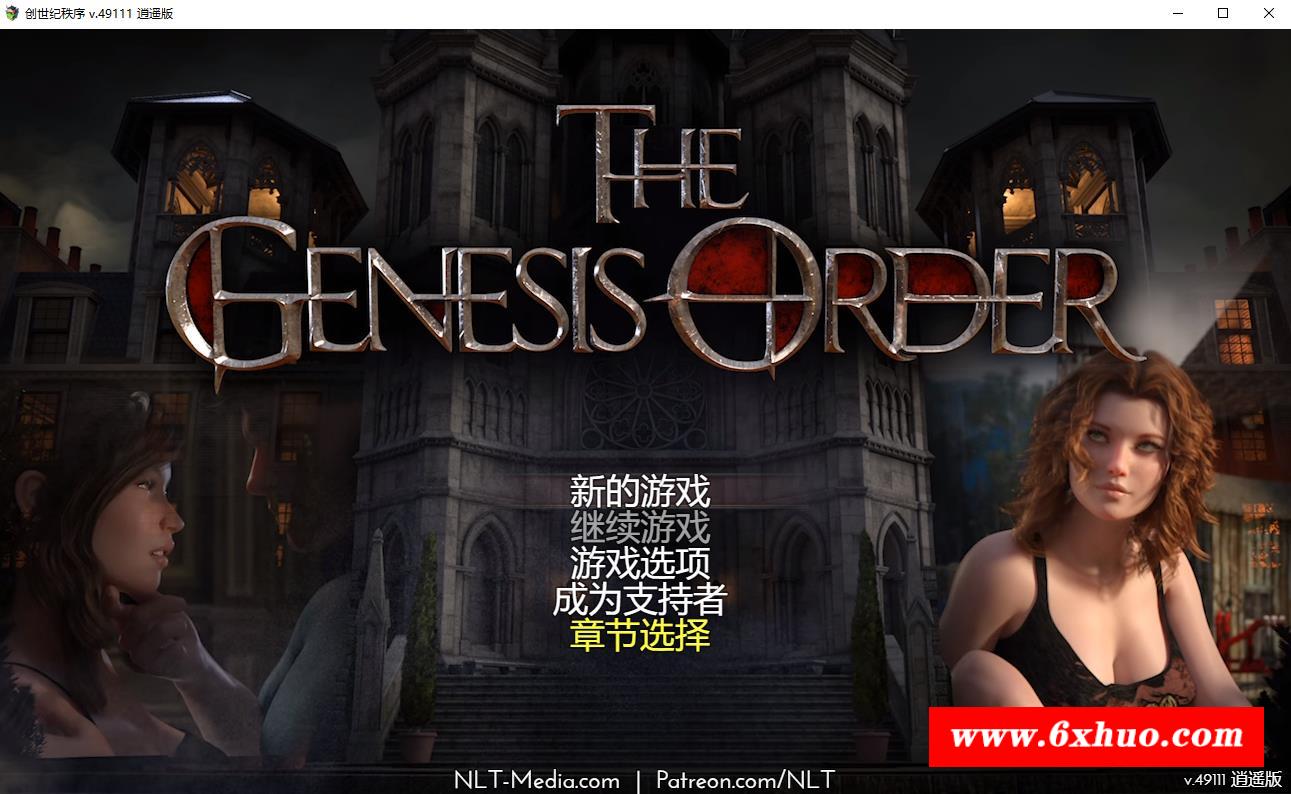 创世纪秩序 v.49111 逍遥版
THE
GENESIS ORDER
新的游戏
继续游戏
游戏选项
成为支持者
章节选择
www.6xhuo.com
NLT-Media.com | Patreon.com/NLT
v.49111 逍遥版